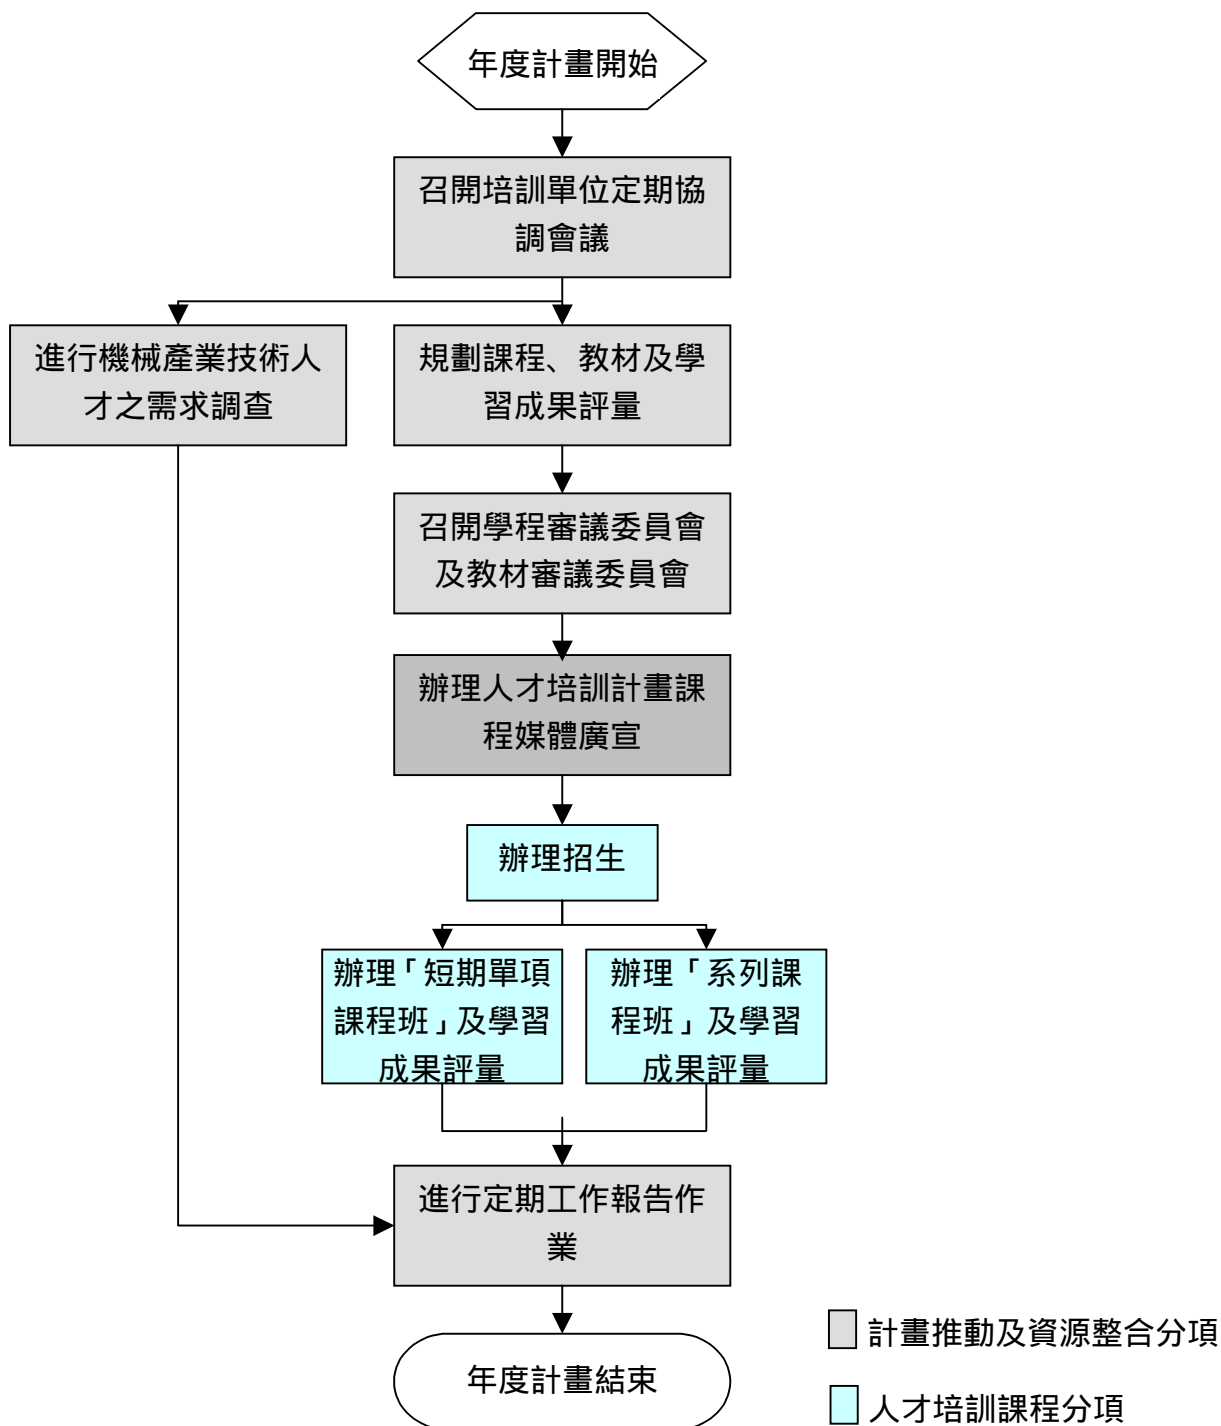 年度計畫開始
召開培訓單位定期協
調會議
進行機械產業技術人
才之需求調查
規劃課程、教材及學
習成果評量
召開學程審議委員會
及教材審議委員會
辦理人才培訓計畫課
程媒體廣宣
辦理招生
辦理「短期單項
課程班」及學習
成果評量
辦理「系列課
程班」及學習
成果評量
進行定期工作報告作
業
年度計畫結束
計畫推動及資源整合分項
人才培訓課程分項